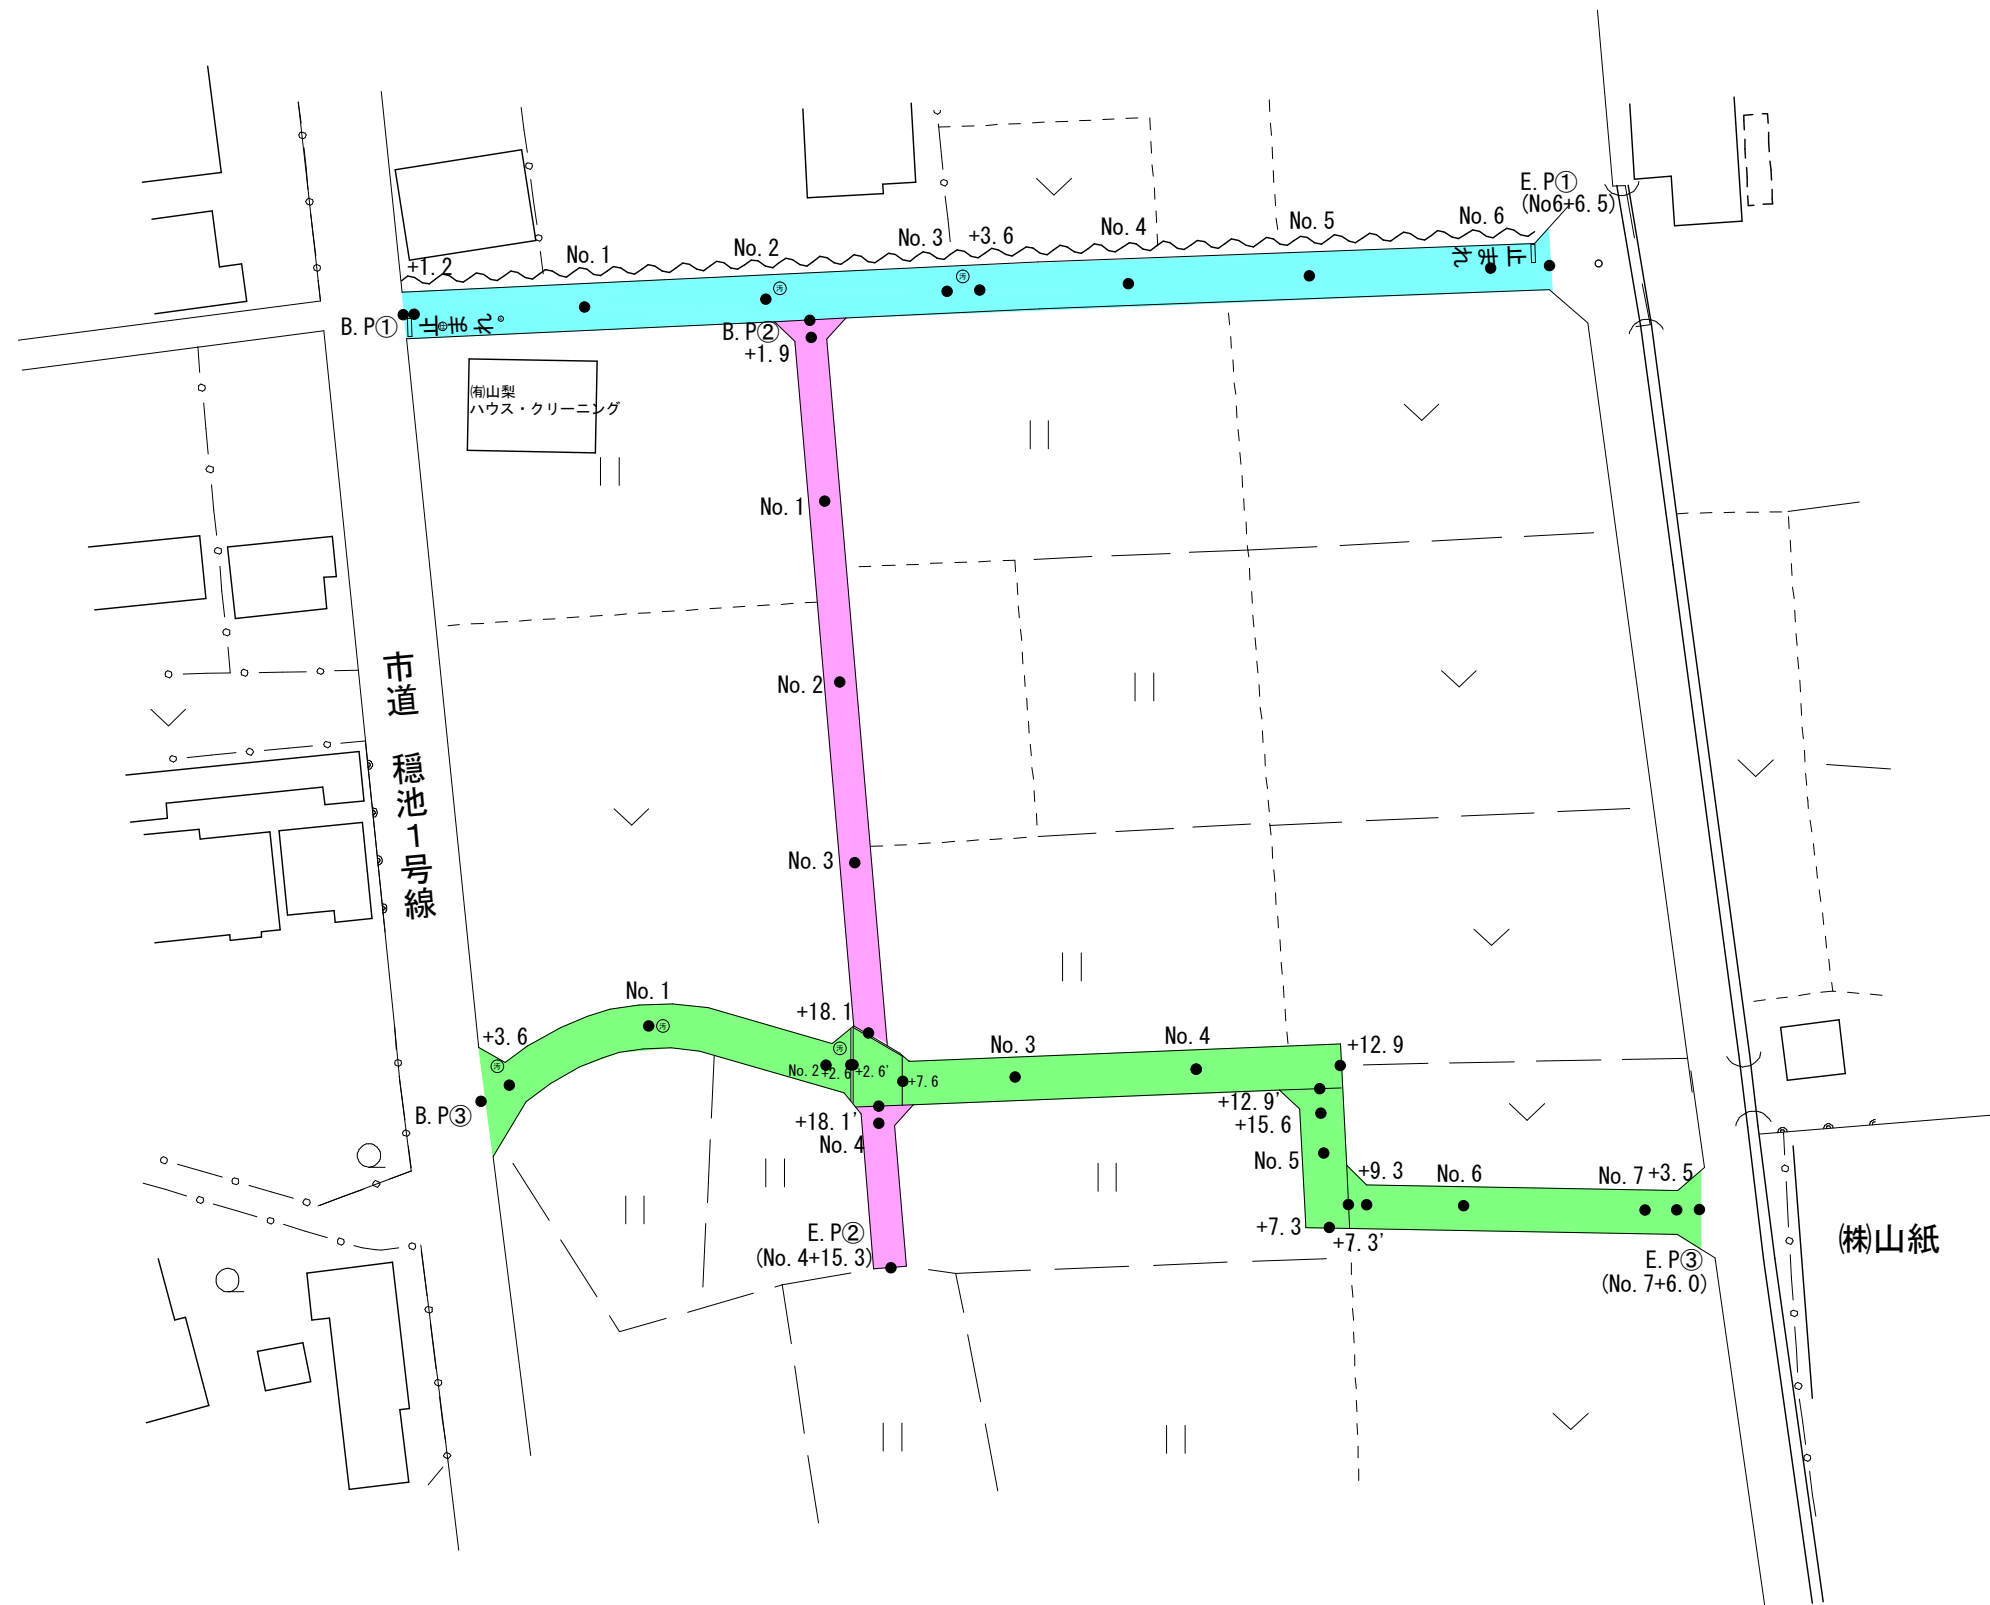 E.P①
(No6+6.5)
No.6
No.5
No.4
+3.6
No.3
No.2
No.1
+1.2
汚
汚
止まれ
止まれ
B.P①
B.P②
+1.9
㈲山梨
ハウス・クリーニング
No.1
No.2
市道 穏池1号線
No.3
No.1
+18.1
+3.6
汚
汚
汚
No.2
+2.6
+2.6'
+7.6
No.3
No.4
+12.9
B.P③
+18.1'
No.4
+12.9'
+15.6
No.5
+9.3
No.6
No.7
+3.5
E.P②
(No.4+15.3)
+7.3
+7.3'
E.P③
(No.7+6.0)
㈱山紙